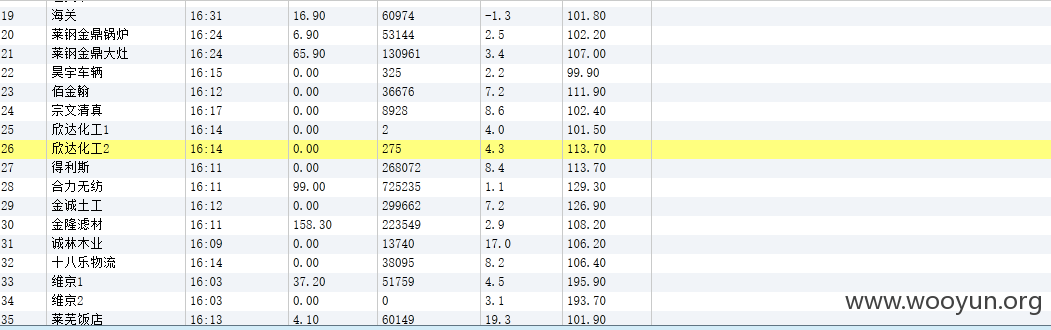 19 海关 16:31 16.90 60974 -1.3 101.80
20 莱钢金鼎锅炉 16:24 6.90 53144 2.5 102.20
21 莱钢金鼎大灶 16:24 65.90 130961 3.4 107.00
22 昊宇车辆 16:15 0.00 325 2.2 99.90
23 佰金翰 16:12 0.00 36676 7.2 111.90
24 宗文清真 16:17 0.00 8928 8.6 102.40
25 欣达化工1 16:14 0.00 2 4.0 101.50
26 欣达化工2 16:14 0.00 275 4.3 113.70
27 得利斯 16:11 0.00 268072 8.4 113.70
28 合力无纺 16:11 99.00 725235 1.1 129.30
29 金诚土工 16:12 0.00 299662 7.2 126.90
30 金隆滤材 16:11 158.30 223549 2.9 108.20
31 诚林木业 16:09 0.00 13740 17.0 106.20
32 十八乐物流 16:14 0.00 38095 8.2 106.40
33 维京1 16:03 37.20 51759 4.5 195.90
34 维京2 16:03 0.00 0 3.1 193.70
35 莱芜饭店 16:13 4.10 60149 19.3 101.90
www.wooyun.org